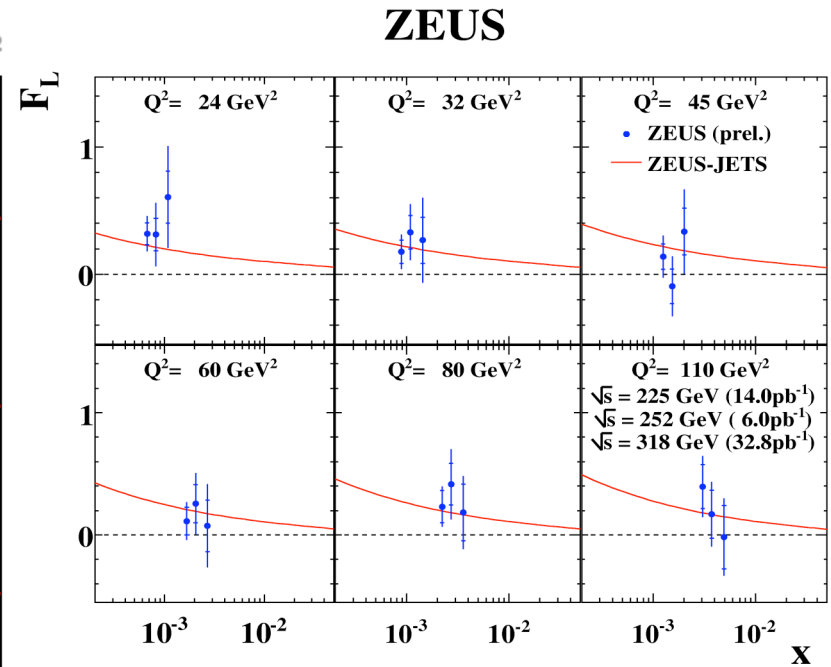 ZEUS
F_L
Q²= 24 GeV²
Q²= 32 GeV²
Q²= 45 GeV²
ZEUS (prel.)
ZEUS-JETS
1
0
Q²= 60 GeV²
Q²= 80 GeV²
Q²= 110 GeV²
√s = 225 GeV (14.0pb⁻¹)
√s = 252 GeV ( 6.0pb⁻¹)
√s = 318 GeV (32.8pb⁻¹)
1
0
10⁻³ 10⁻² 10⁻³ 10⁻² 10⁻³ 10⁻²
x